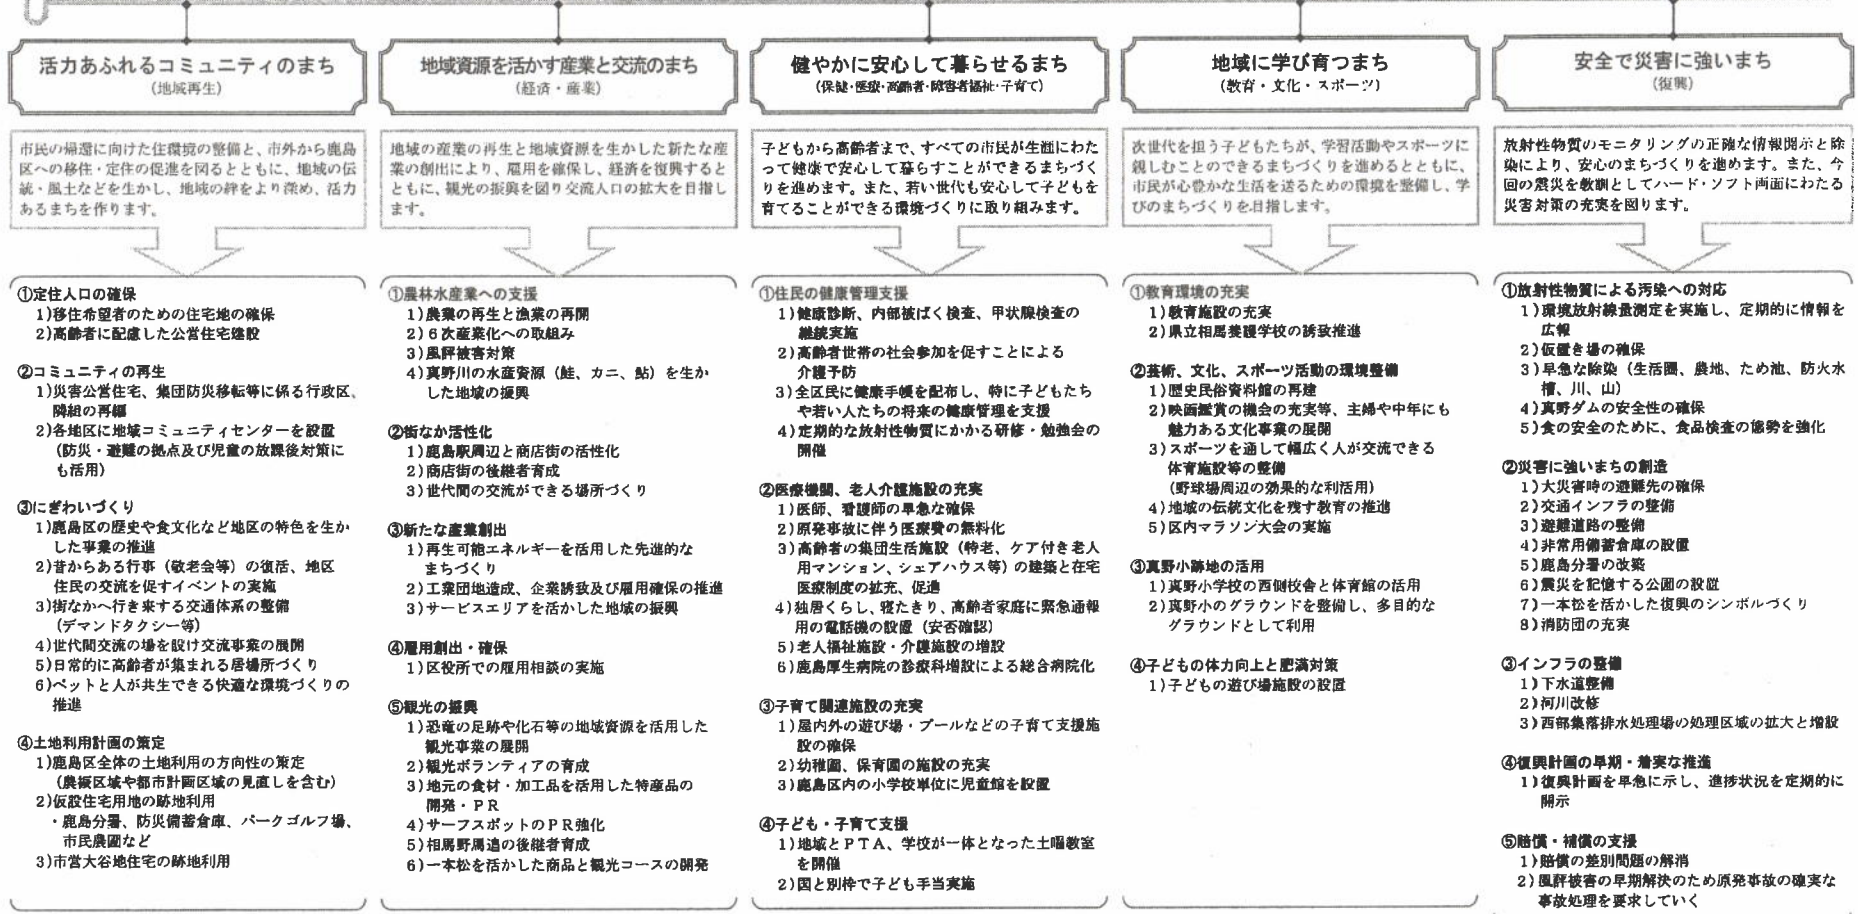 活力あふれるコミュニティのまち
(地域再生)
市民の帰還に向けた住環境の整備と、市外から鹿島
区への移住・定住の促進を図るとともに、地域の伝
統・風土などを生かし、地域の絆をより深め、活力
あるまちを作ります。
①定住人口の確保
1)移住希望者のための住宅地の確保
2)高齢者に配慮した公営住宅建設
②コミュニティの再生
1)災害公営住宅、集団防災移転等に係る行政区、
隣組の再編
2)各地区に地域コミュニティセンターを設置
(防災・避難の拠点及び児童の放課後対策に
も活用)
③にぎわいづくり
1)鹿島区の歴史や食文化など地区の特色を生か
した事業の推進
2)昔からある行事(敬老会等)の復活、地区
住民の交流を促すイベントの実施
3)街なかへ行き来する交通体系の整備
(デマンドタクシー等)
4)世代間交流の場を設け交流事業の展開
5)日常的に高齢者が集まれる居場所づくり
6)ペットと人が共生できる快適な環境づくりの
推進
④土地利用計画の策定
1)鹿島区全体の土地利用の方向性の策定
(農振区域や都市計画区域の見直しを含む)
2)仮設住宅用地の跡地利用
・鹿島分署、防災備蓄倉庫、パークゴルフ場、
市民農園など
3)市営大谷地住宅の跡地利用
地域資源を活かす産業と交流のまち
(経済・産業)
地域の産業の再生と地域資源を生かした新たな産
業の創出により、雇用を確保し、経済を復興すると
ともに、観光の振興を図り交流人口の拡大を目指し
ます。
①農林水産業への支援
1)農業の再生と漁業の再開
2)6次産業化への取組み
3)風評被害対策
4)真野川の水産資源(鮭、カニ、鮎)を生か
した地域の振興
②街なか活性化
1)鹿島駅周辺と商店街の活性化
2)商店街の後継者育成
3)世代間の交流ができる場所づくり
③新たな産業創出
1)再生可能エネルギーを活用した先進的な
まちづくり
2)工業団地造成、企業誘致及び雇用確保の推進
3)サービスエリアを活かした地域の振興
④雇用創出・確保
1)区役所での雇用相談の実施
⑤観光の振興
1)恐竜の足跡や化石等の地域資源を活用した
観光事業の展開
2)観光ボランティアの育成
3)地元の食材・加工品を活用した特産品の
開発・PR
4)サーフスポットのPR強化
5)相馬野馬追の後継者育成
6)一本松を活かした商品と観光コースの開発
健やかに安心して暮らせるまち
(保健・医療・高齢者・障害者福祉・子育て)
子どもから高齢者まで、すべての市民が生涯にわた
って健康で安心して暮らすことができるまちづく
りを進めます。また、若い世代も安心して子どもを
育てることができる環境づくりに取り組みます。
①住民の健康管理支援
1)健康診断、内部被ばく検査、甲状腺検査の
継続実施
2)高齢者世帯の社会参加を促すことによる
介護予防
3)全区民に健康手帳を配布し、特に子どもたち
や若い人たちの将来の健康管理を支援
4)定期的な放射性物質にかかる研修・勉強会の
開催
②医療機関、老人介護施設の充実
1)医師、看護師の早急な確保
2)原発事故に伴う医療費の無料化
3)高齢者の集団生活施設(特老、ケア付き老人
用マンション、シェアハウス等)の建築と在宅
医療制度の拡充、促進
4)独居くらし、寝たきり、高齢者家庭に緊急通報
用の電話機の設置(安否確認)
5)老人福祉施設・介護施設の増設
6)鹿島厚生病院の診療科増設による総合病院化
③子育て関連施設の充実
1)屋内外の遊び場・プールなどの子育て支援施
設の確保
2)幼稚園、保育園の施設の充実
3)鹿島区内の小学校単位に児童館を設置
④子ども・子育て支援
1)地域とPTA、学校が一体となった土曜教室
を開催
2)国と別枠で子ども手当実施
地域に学び育つまち
(教育・文化・スポーツ)
次世代を担う子どもたちが、学習活動やスポーツに
親しむことのできるまちづくりを進めるとともに、
市民が心豊かな生活を送るための環境を整備し、学
びのまちづくりを目指します。
①教育環境の充実
1)教育施設の充実
2)県立相馬養護学校の誘致推進
②芸術、文化、スポーツ活動の環境整備
1)歴史民俗資料館の再建
2)映画鑑賞の機会の充実等、主婦や中年にも
魅力ある文化事業の展開
3)スポーツを通して幅広く人が交流できる
体育施設等の整備
(野球場周辺の効果的な利活用)
4)地域の伝統文化を残す教育の推進
5)区内マラソン大会の実施
③真野小跡地の活用
1)真野小学校の西側校舎と体育館の活用
2)真野小のグラウンドを整備し、多目的な
グラウンドとして利用
④子どもの体力向上と肥満対策
1)子どもの遊び場施設の設置
安全で災害に強いまち
(復興)
放射性物質のモニタリングの正確な情報開示と除
染により、安心のまちづくりを進めます。また、今
回の震災を教訓としてハード・ソフト両面にわたる
災害対策の充実を図ります。
①放射性物質による汚染への対応
1)環境放射線量測定を実施し、定期的に情報を
広報
2)仮置き場の確保
3)早急な除染(生活圏、農地、ため池、防火水
槽、川、山)
4)真野ダムの安全性の確保
5)食の安全のために、食品検査の態勢を強化
②災害に強いまちの創造
1)大災害時の避難先の確保
2)交通インフラの整備
3)避難道路の整備
4)非常用備蓄倉庫の設置
5)鹿島分署の改築
6)震災を記憶する公園の設置
7)一本松を活かした復興のシンボルづくり
8)消防団の充実
③インフラの整備
1)下水道整備
2)河川改修
3)西部集落排水処理場の処理区域の拡大と増設
④復興計画の早期・着実な推進
1)復興計画を早急に示し、進捗状況を定期的に
開示
⑤賠償・補償の支援
1)賠償の差別問題の解消
2)風評被害の早期解決のため原発事故の確実な
事故処理を要求していく